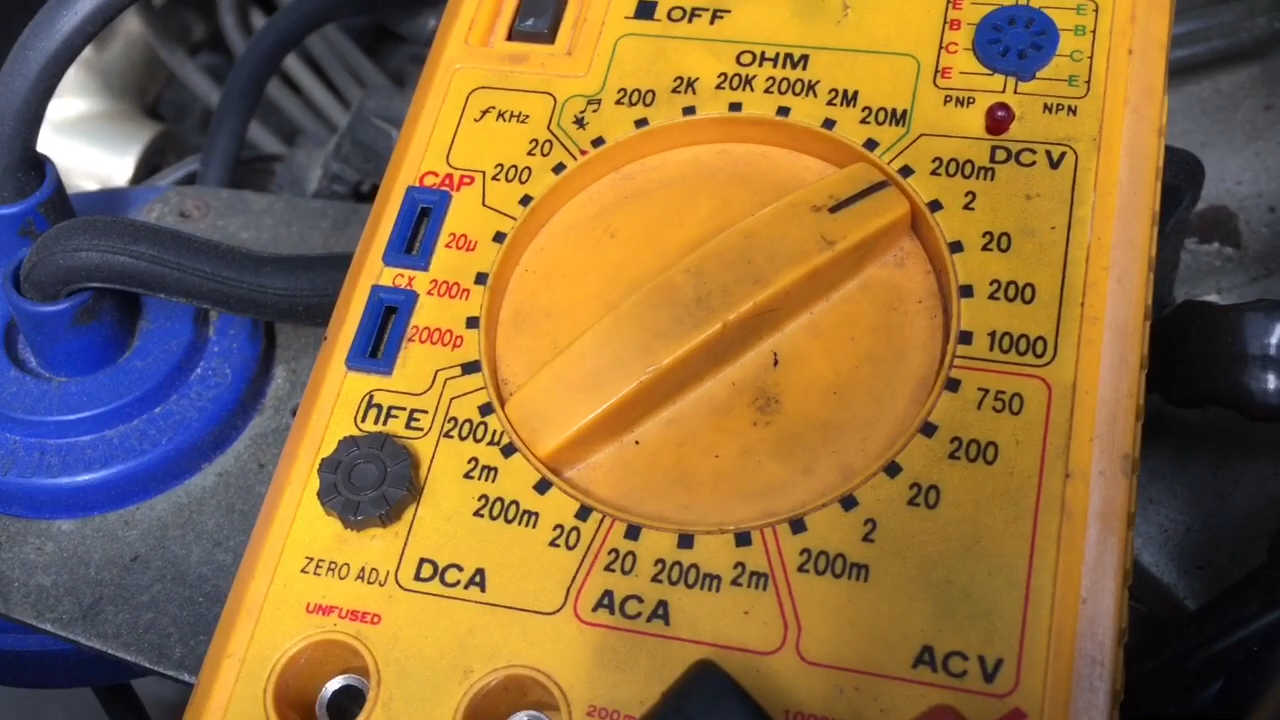 OFF
OHM
200 2K 20K 200K 2M 20M
E
B
C
E
E
B
C
E
PNP NPN
ƒ KHz
20
200
CAP
20μ
CX 200n
2000p
hFE
DC V
200m
2
20
200
1000
750
200
20
2
200m
AC V
200μ
2m
200m
20
DCA
20 200m 2m
ACA
ZERO ADJ
UNFUSED